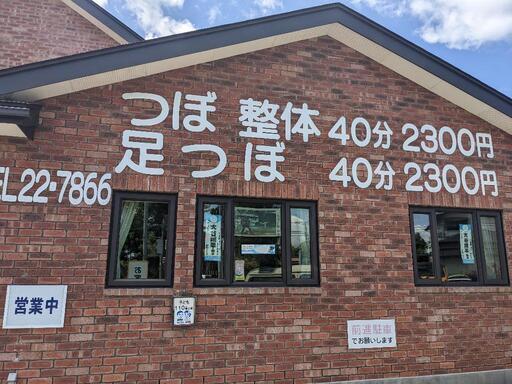 つぼ 整体 40分 2300円
足つぼ 40分 2300円
EL22-7866
営業中
前進駐車
でお願いします